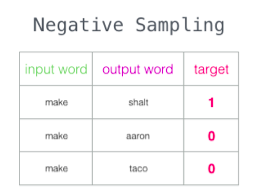 Negative Sampling
input word output word target
make shalt 1
make aaron 0
make taco 0